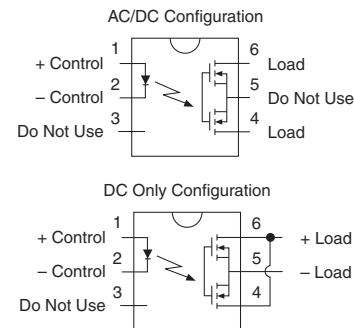 AC/DC Configuration
1 6
+ Control Load
2 5
– Control Do Not Use
3 4
Do Not Use Load
DC Only Configuration
1 6
+ Control + Load
2 5
– Control – Load
3 4
Do Not Use